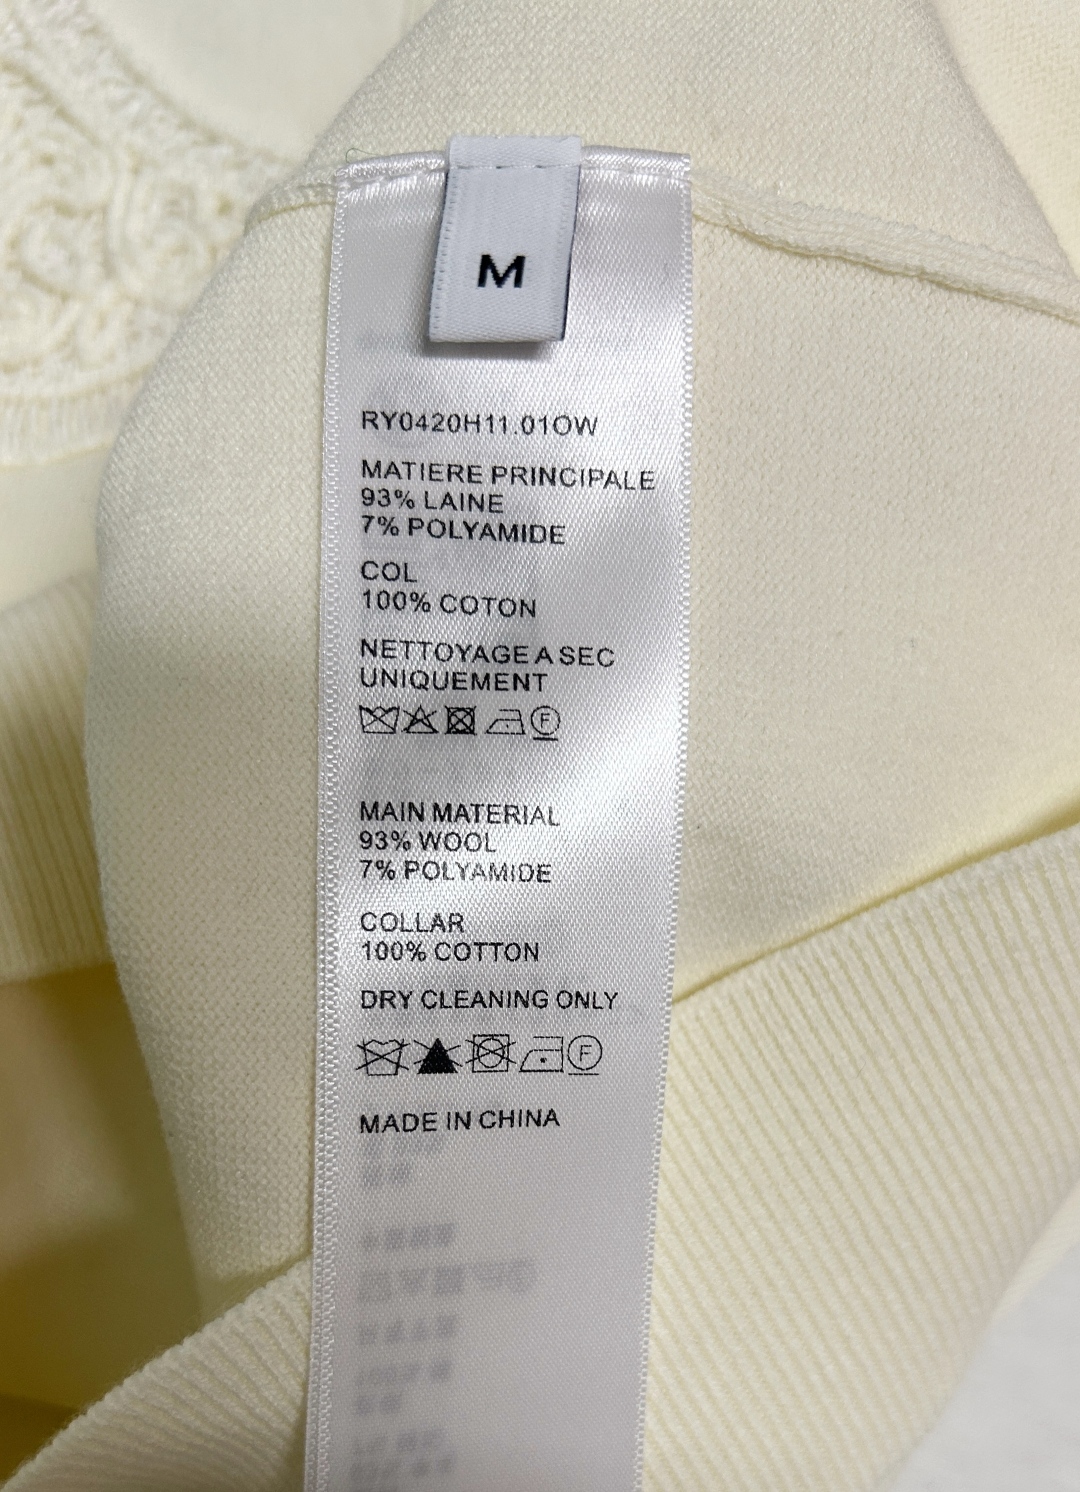 M
RY0420H11.01OW
MATIERE PRINCIPALE
93% LAINE
7% POLYAMIDE
COL
100% COTON
NETTOYAGE A SEC
UNIQUEMENT
F
MAIN MATERIAL
93% WOOL
7% POLYAMIDE
COLLAR
100% COTTON
DRY CLEANING ONLY
F
MADE IN CHINA